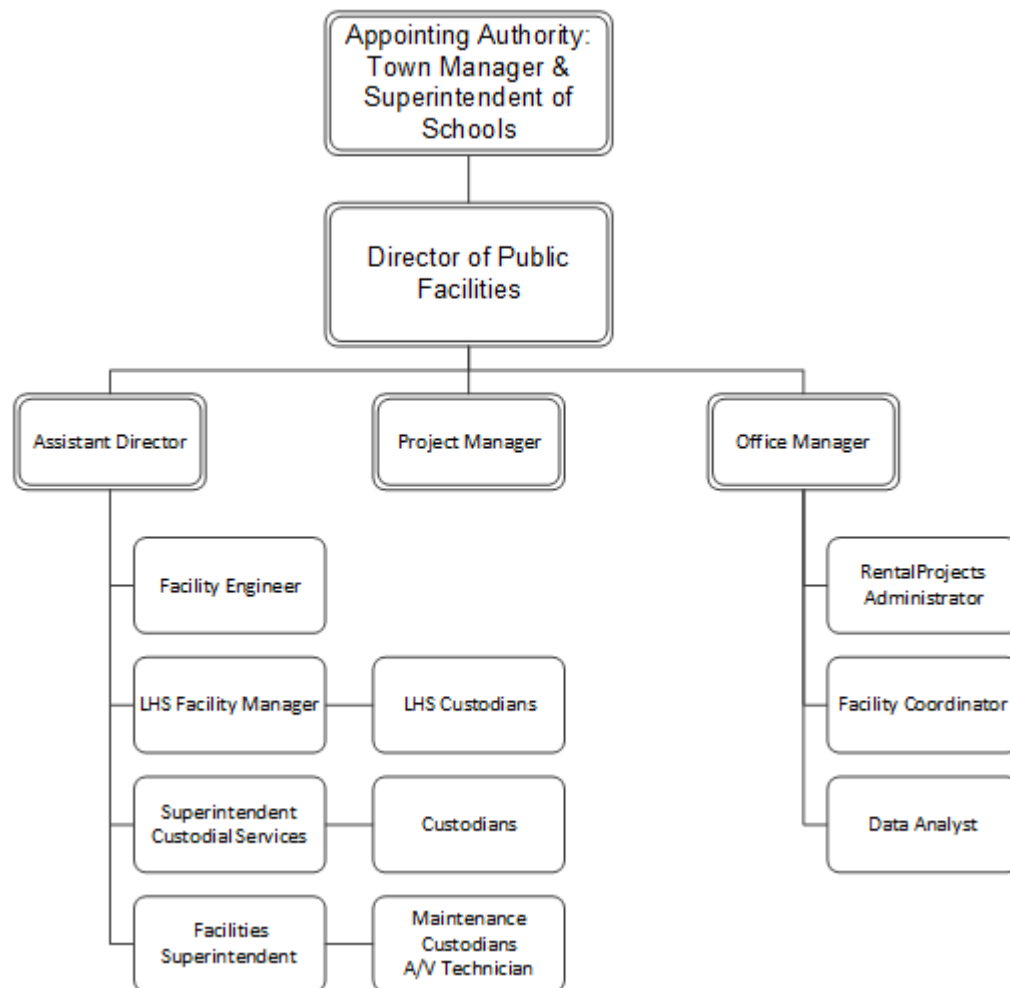 Appointing Authority:
Town Manager &
Superintendent of
Schools
Director of Public
Facilities
Assistant Director
Project Manager
Office Manager
Facility Engineer
RentalProjects
Administrator
LHS Facility Manager
LHS Custodians
Facility Coordinator
Superintendent
Custodial Services
Custodians
Data Analyst
Facilities
Superintendent
Maintenance
Custodians
A/V Technician